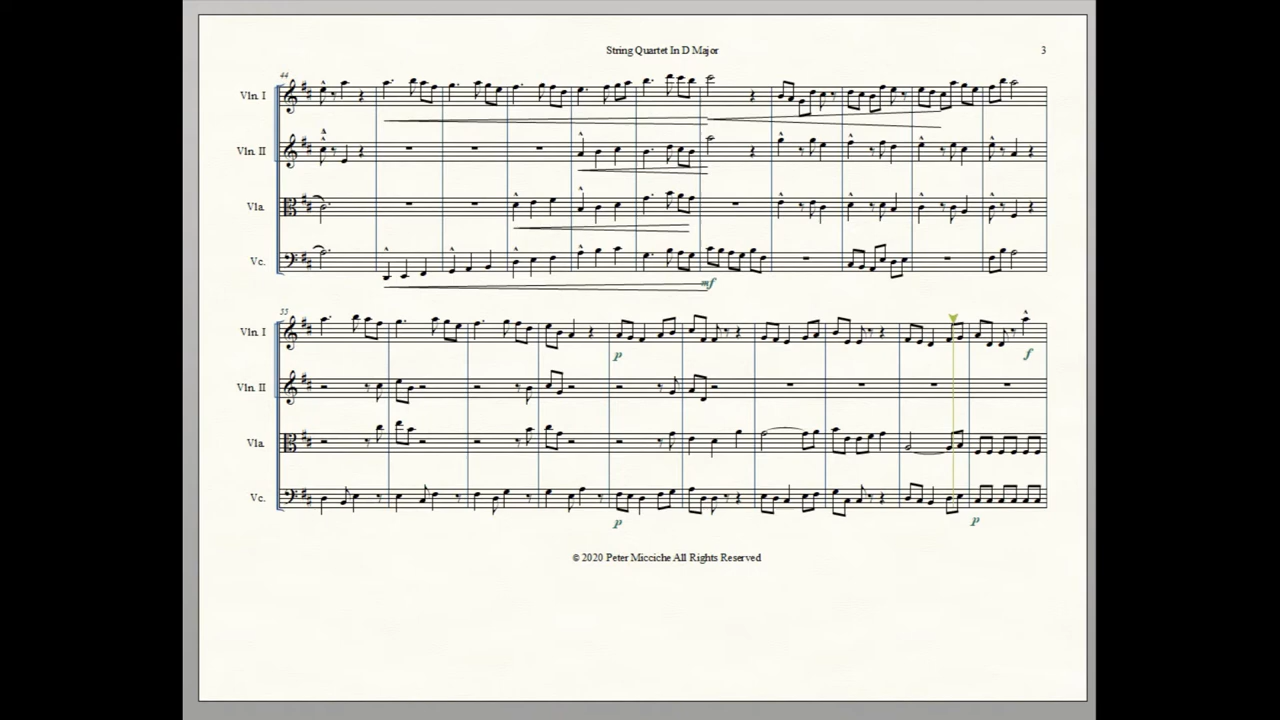 String Quartet In D Major
3
44
Vln. I
Vln. II
Vla.
mf
Vc.
55
Vln. I
p
f
Vln. II
Vla.
Vc.
p
p
© 2020 Peter Micciche All Rights Reserved